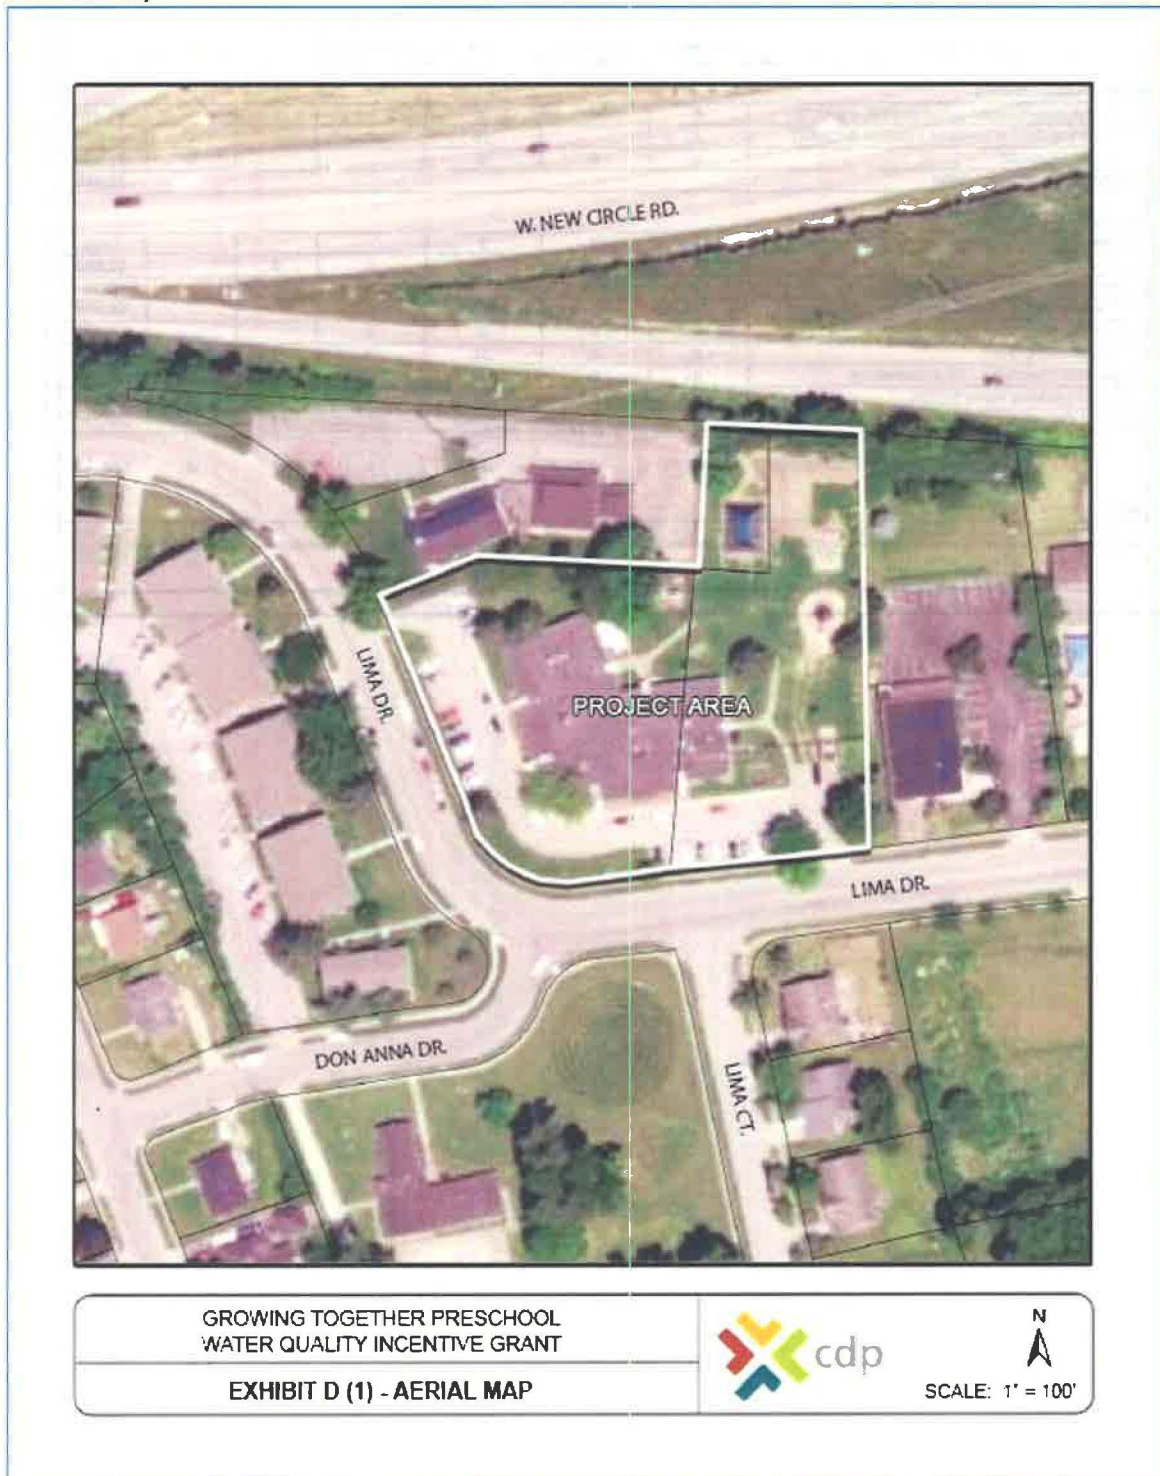 W. NEW CIRCLE RD.
LIMA DR.
PROJECT AREA
LIMA DR.
DON ANNA DR.
LIMA CT.
GROWING TOGETHER PRESCHOOL
WATER QUALITY INCENTIVE GRANT
EXHIBIT D (1) - AERIAL MAP
cdp
N
SCALE: 1" = 100'